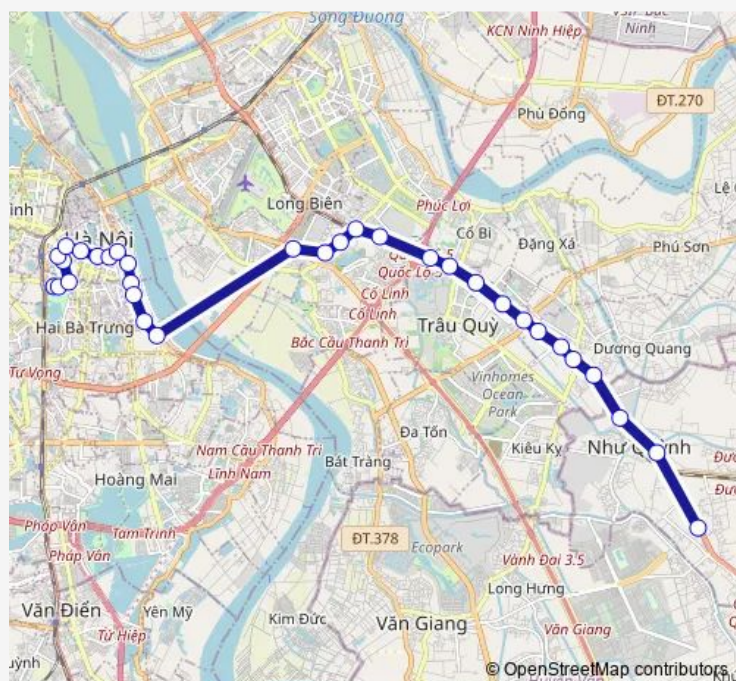 Sông Đuống
KCN Ninh Hiệp
Ninh
ĐT.270
Phù Đổng
Long Biên
Phúc Lợi
Hà Nội
Cổ Bi
Đặng Xá
Phú Sơn
Quốc Lộ 5
Cổ Linh
Cổ Linh
Trâu Quỳ
Hai Bà Trưng
Bắc Cầu Thanh Trì
Dương Quang
Tư Vọng
Vinhomes
Ocean
Park
Đa Tốn
Kiêu Kỵ
Như Quỳnh
Nam Cầu Thanh Trì
Lĩnh Nam
Bát Tràng
Hoàng Mai
Pháp Vân
Tam Trinh
ĐT.378
Ecopark
Vành Đai 3.5
Pháp Vân
Long Hưng
Văn Điển
Yên Mỹ
Từ Hiệp
Kim Đức
Văn Giang
Văn Giang
© OpenStreetMap contributors